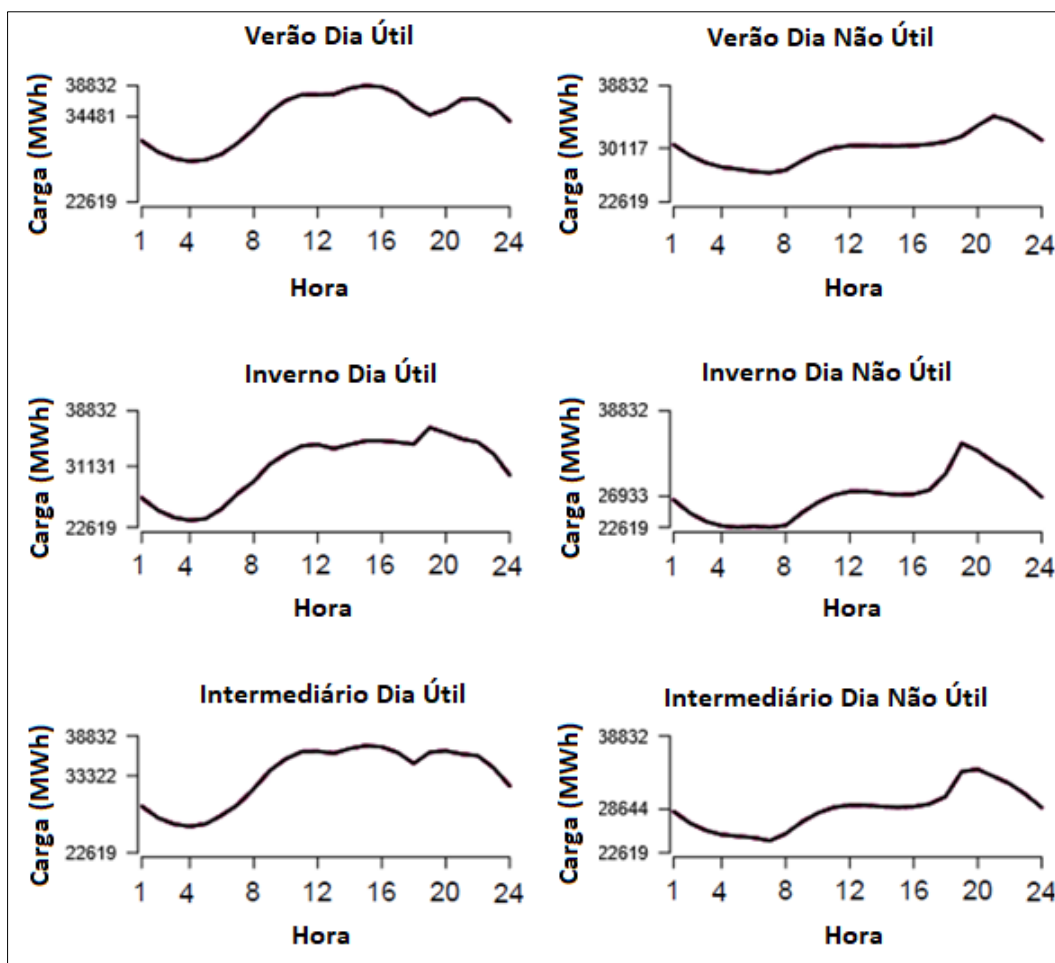 Verão Dia Útil
Carga (MWh)
38832
34481
22619
1 4 8 12 16 20 24
Hora
Verão Dia Não Útil
Carga (MWh)
38832
30117
22619
1 4 8 12 16 20 24
Hora
Inverno Dia Útil
Carga (MWh)
38832
31131
22619
1 4 8 12 16 20 24
Hora
Inverno Dia Não Útil
Carga (MWh)
38832
26933
22619
1 4 8 12 16 20 24
Hora
Intermediário Dia Útil
Carga (MWh)
38832
33322
22619
1 4 8 12 16 20 24
Hora
Intermediário Dia Não Útil
Carga (MWh)
38832
28644
22619
1 4 8 12 16 20 24
Hora